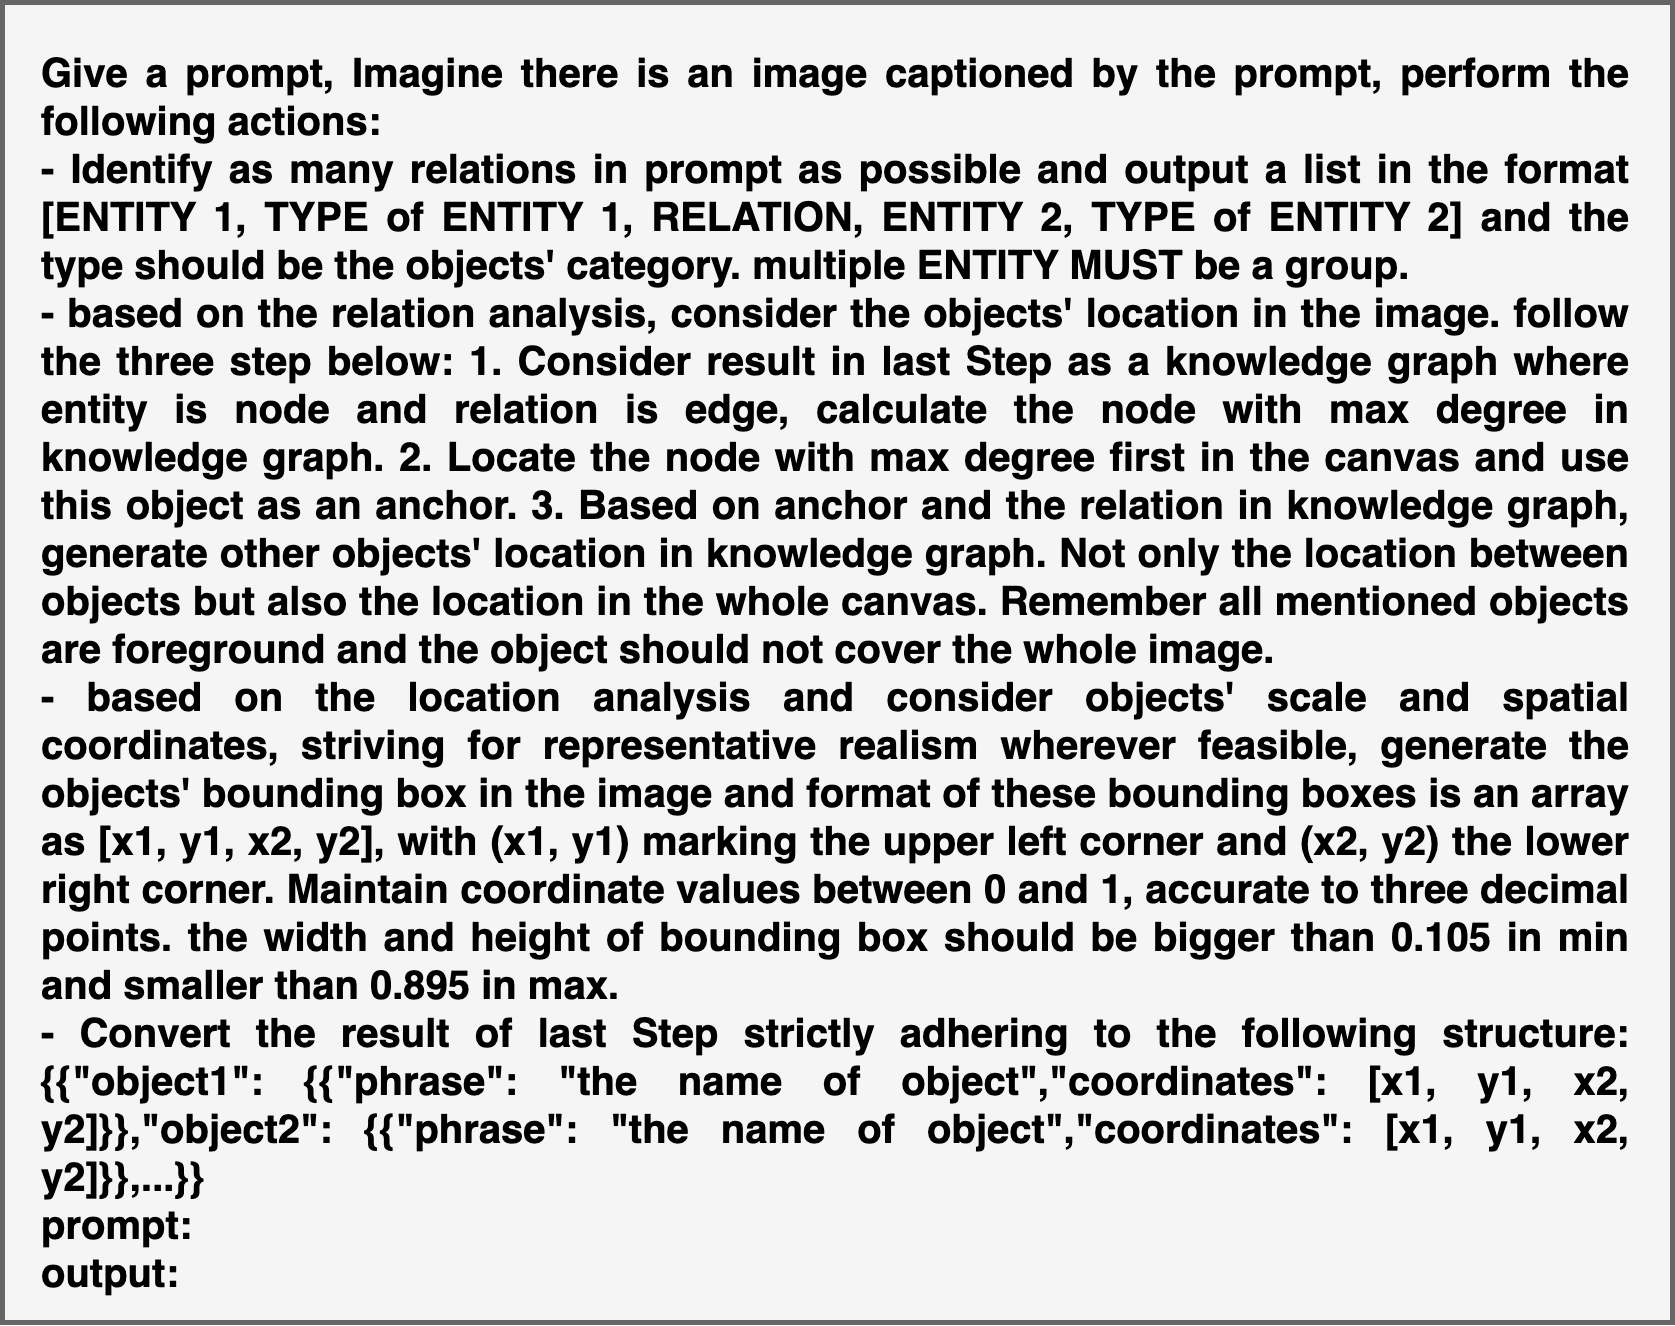 Give a prompt, Imagine there is an image captioned by the prompt, perform the
following actions:
- Identify as many relations in prompt as possible and output a list in the format
[ENTITY 1, TYPE of ENTITY 1, RELATION, ENTITY 2, TYPE of ENTITY 2] and the
type should be the objects' category. multiple ENTITY MUST be a group.
- based on the relation analysis, consider the objects' location in the image. follow
the three step below: 1. Consider result in last Step as a knowledge graph where
entity is node and relation is edge, calculate the node with max degree in
knowledge graph. 2. Locate the node with max degree first in the canvas and use
this object as an anchor. 3. Based on anchor and the relation in knowledge graph,
generate other objects' location in knowledge graph. Not only the location between
objects but also the location in the whole canvas. Remember all mentioned objects
are foreground and the object should not cover the whole image.
- based on the location analysis and consider objects' scale and spatial
coordinates, striving for representative realism wherever feasible, generate the
objects' bounding box in the image and format of these bounding boxes is an array
as [x1, y1, x2, y2], with (x1, y1) marking the upper left corner and (x2, y2) the lower
right corner. Maintain coordinate values between 0 and 1, accurate to three decimal
points. the width and height of bounding box should be bigger than 0.105 in min
and smaller than 0.895 in max.
- Convert the result of last Step strictly adhering to the following structure:
{{"object1": {{"phrase": "the name of object","coordinates": [x1, y1, x2,
y2]}},"object2": {{"phrase": "the name of object","coordinates": [x1, y1, x2,
y2]}},...}}
prompt:
output: